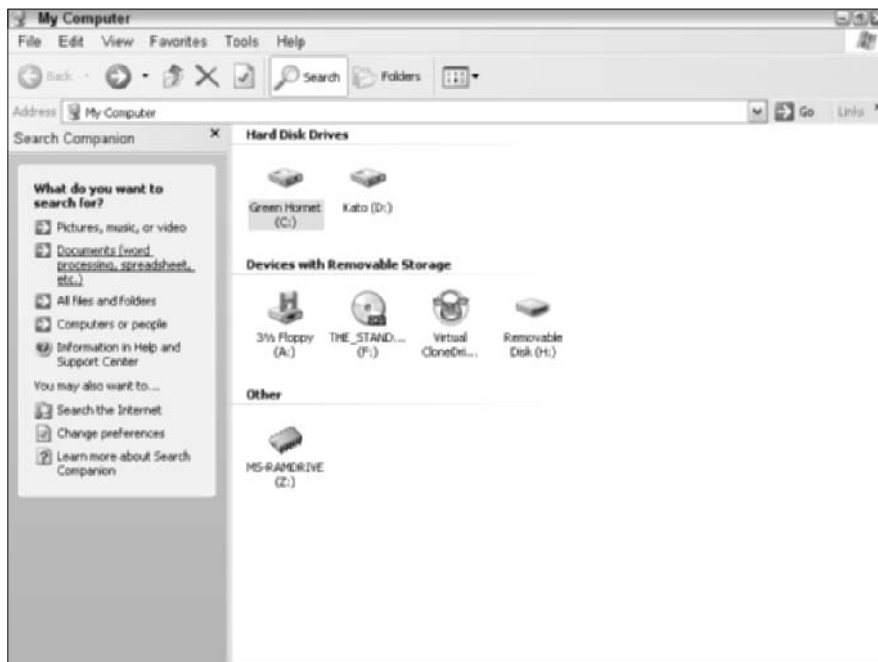 My Computer
File Edit View Favorites Tools Help
Back Search Folders
Address My Computer Go Links
Search Companion
What do you want to
search for?
Pictures, music, or video
Documents (word
processing, spreadsheet,
etc.)
All files and folders
Computers or people
Information in Help and
Support Center
You may also want to...
Search the Internet
Change preferences
Learn more about Search
Companion
Hard Disk Drives
Green Hornet
(C:)
Kato (D:)
Devices with Removable Storage
3½ Floppy
(A:)
THE_STAND...
(F:)
Virtual
CloneDri...
Removable
Disk (H:)
Other
MS-RAMDRIVE
(Z:)